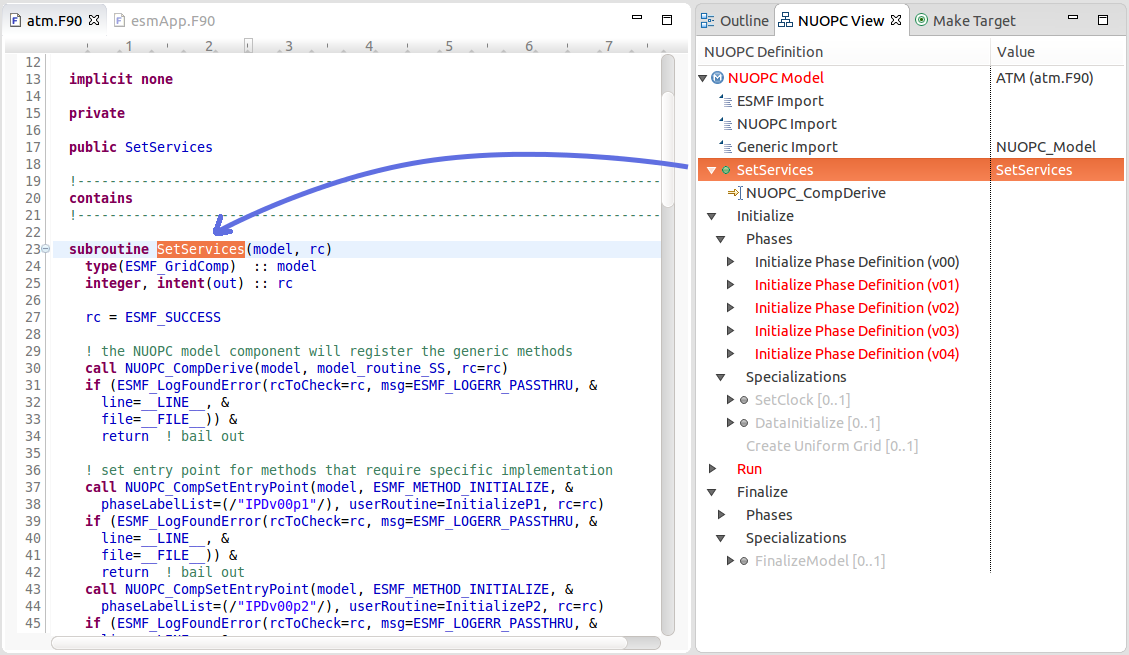 atm.F90
esmApp.F90
1 2 3 4 5 6 7
12
13 implicit none
14
15 private
16
17 public SetServices
18
19 !-----------------------------------------------------------------------------
20 contains
21 !-----------------------------------------------------------------------------
22
23 subroutine SetServices(model, rc)
24 type(ESMF_GridComp) :: model
25 integer, intent(out) :: rc
26
27 rc = ESMF_SUCCESS
28
29 ! the NUOPC model component will register the generic methods
30 call NUOPC_CompDerive(model, model_routine_SS, rc=rc)
31 if (ESMF_LogFoundError(rcToCheck=rc, msg=ESMF_LOGERR_PASSTHRU, &
32 line=__LINE__, &
33 file=__FILE__)) &
34 return ! bail out
35
36 ! set entry point for methods that require specific implementation
37 call NUOPC_CompSetEntryPoint(model, ESMF_METHOD_INITIALIZE, &
38 phaseLabelList=(/"IPDv00p1"/), userRoutine=InitializeP1, rc=rc)
39 if (ESMF_LogFoundError(rcToCheck=rc, msg=ESMF_LOGERR_PASSTHRU, &
40 line=__LINE__, &
41 file=__FILE__)) &
42 return ! bail out
43 call NUOPC_CompSetEntryPoint(model, ESMF_METHOD_INITIALIZE, &
44 phaseLabelList=(/"IPDv00p2"/), userRoutine=InitializeP2, rc=rc)
45 if (ESMF_LogFoundError(rcToCheck=rc, msg=ESMF_LOGERR_PASSTHRU, &
Outline
NUOPC View
Make Target
NUOPC Definition Value
NUOPC Model ATM (atm.F90)
ESMF Import
NUOPC Import
Generic Import NUOPC_Model
SetServices SetServices
NUOPC_CompDerive
Initialize
Phases
Initialize Phase Definition (v00)
Initialize Phase Definition (v01)
Initialize Phase Definition (v02)
Initialize Phase Definition (v03)
Initialize Phase Definition (v04)
Specializations
SetClock [0..1]
DataInitialize [0..1]
Create Uniform Grid [0..1]
Run
Finalize
Phases
Specializations
FinalizeModel [0..1]